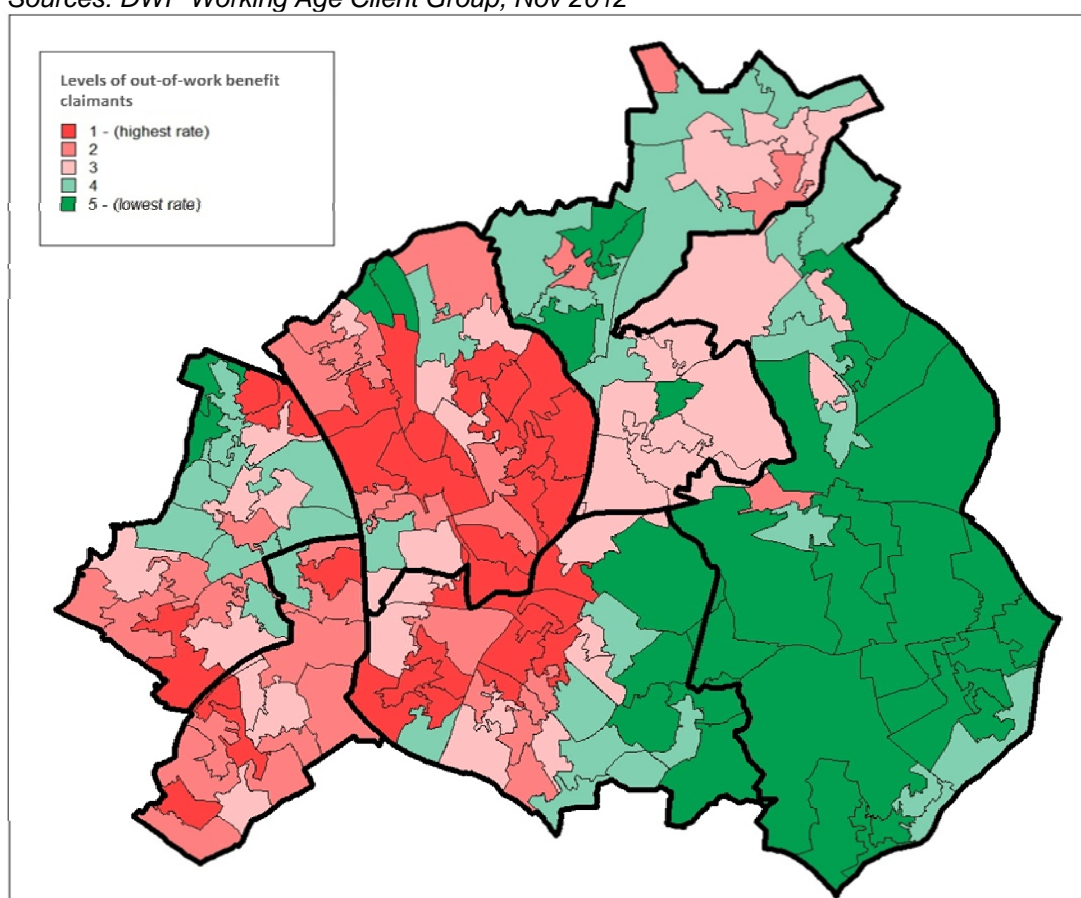 Sources: DWP Working Age Client Group, Nov 2012
Levels of out-of-work benefit
claimants
1 - (highest rate)
2
3
4
5 - (lowest rate)